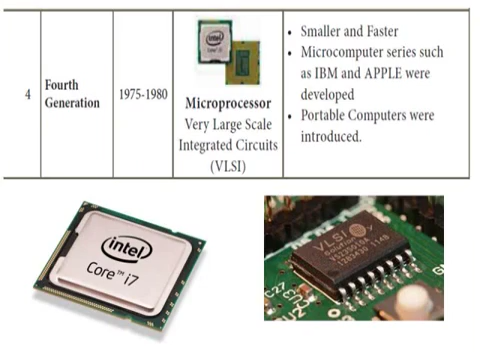 4
Fourth
Generation
1975-1980
intel
Microprocessor
Very Large Scale
Integrated Circuits
(VLSI)
• Smaller and Faster
• Microcomputer series such
as IBM and APPLE were
developed
• Portable Computers were
introduced.
intel
Core™ i7
VLSI